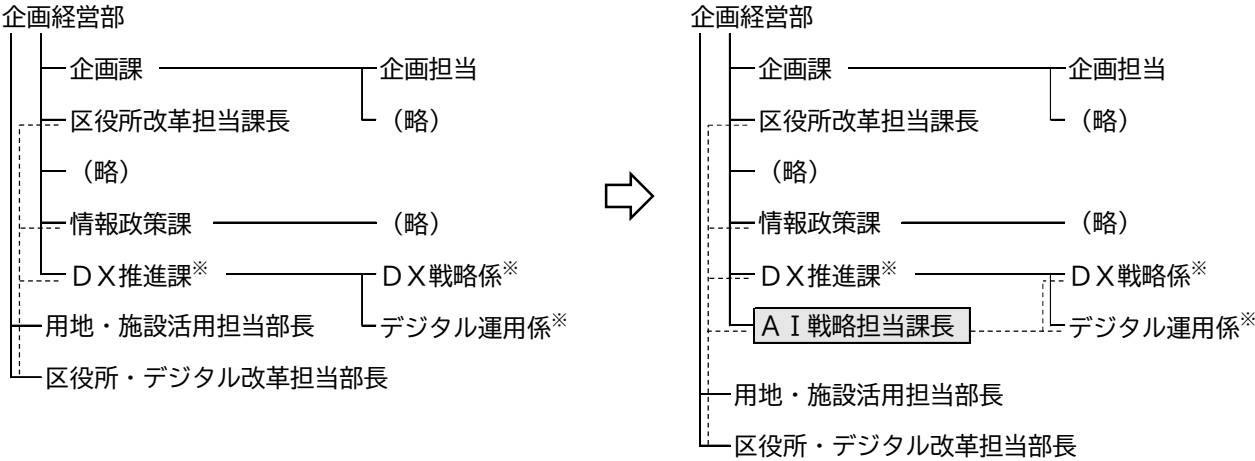 企画経営部
企画課
企画担当
区役所改革担当課長
（略）
（略）
情報政策課
（略）
ＤＸ推進課※
ＤＸ戦略係※
用地・施設活用担当部長
デジタル運用係※
区役所・デジタル改革担当部長
企画経営部
企画課
企画担当
区役所改革担当課長
（略）
（略）
情報政策課
（略）
ＤＸ推進課※
ＤＸ戦略係※
ＡＩ戦略担当課長
デジタル運用係※
用地・施設活用担当部長
区役所・デジタル改革担当部長